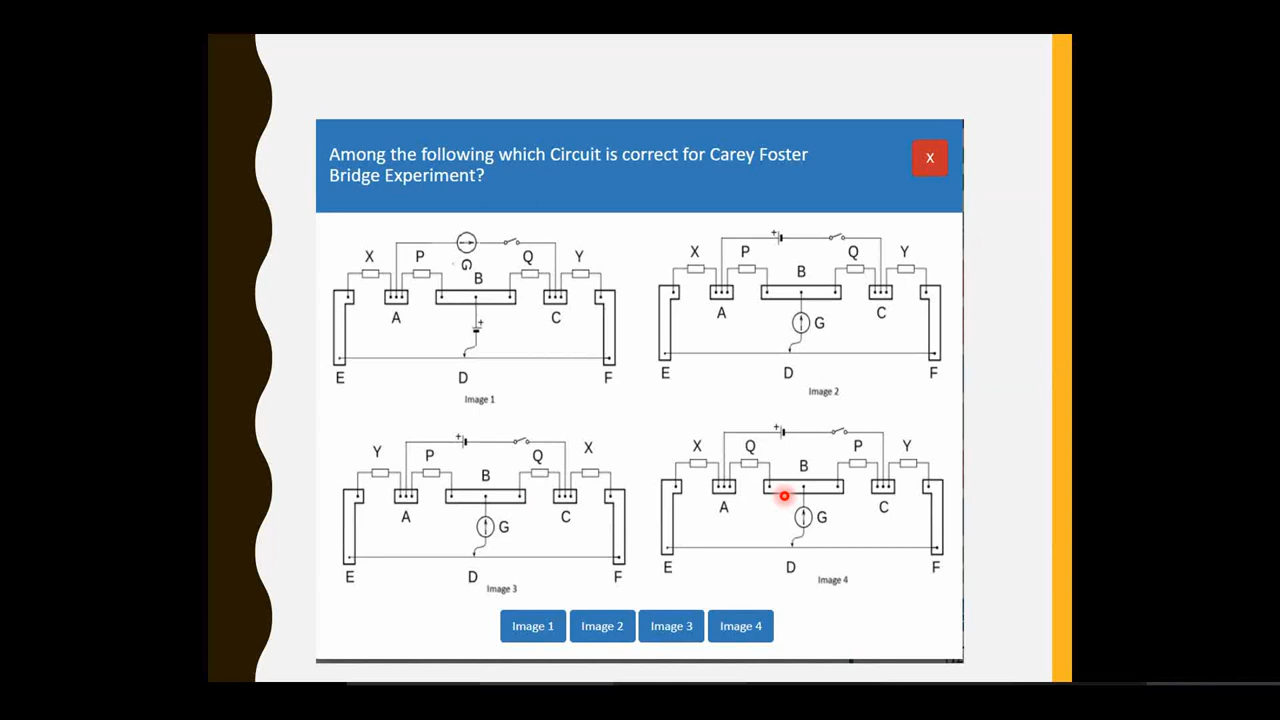 Among the following which Circuit is correct for Carey Foster
Bridge Experiment?
X
X P G B Q Y
+
A C
E D F
Image 1
+
X P B Q Y
A G C
E D F
Image 2
+
Y P B Q X
A G C
E D F
Image 3
+
X Q B P Y
A G C
E D F
Image 4
Image 1 Image 2 Image 3 Image 4